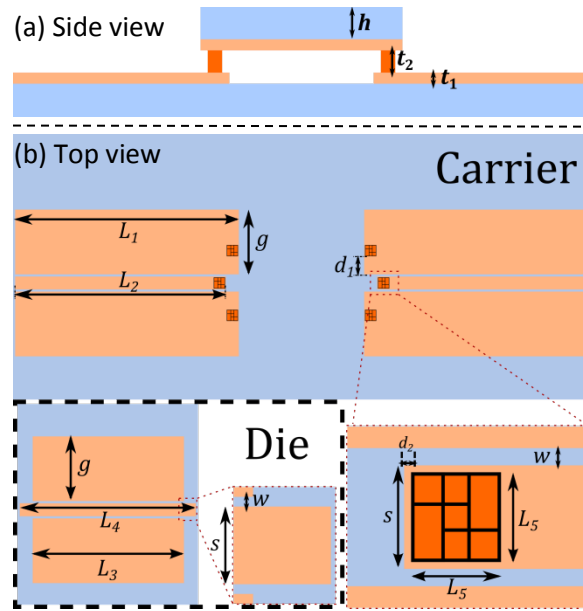 (a) Side view
h
t₂
t₁
(b) Top view
Carrier
L₁
g
d₁
L₂
Die
g
L₄
L₃
w
s
d₂
w
s
L₅
L₅